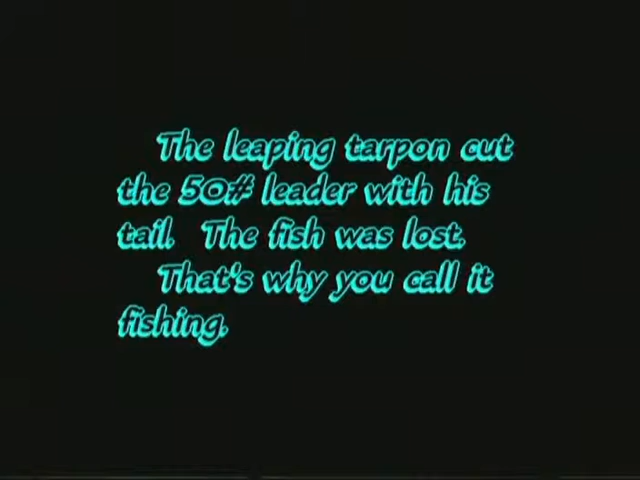 The leaping tarpon cut
the 50# leader with his
tail. The fish was lost.
That's why you call it
fishing.